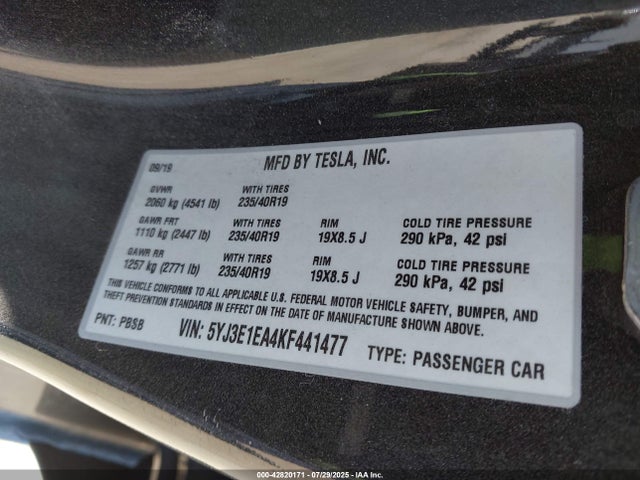 09/19 MFD BY TESLA, INC.
GVWR WITH TIRES
2060 kg (4541 lb) 235/40R19
GAWR FRT WITH TIRES RIM COLD TIRE PRESSURE
1110 kg (2447 lb) 235/40R19 19X8.5 J 290 kPa, 42 psi
GAWR RR WITH TIRES RIM COLD TIRE PRESSURE
1257 kg (2771 lb) 235/40R19 19X8.5 J 290 kPa, 42 psi
THIS VEHICLE CONFORMS TO ALL APPLICABLE U.S. FEDERAL MOTOR VEHICLE SAFETY, BUMPER, AND
THEFT PREVENTION STANDARDS IN EFFECT ON THE DATE OF MANUFACTURE SHOWN ABOVE.
PNT: PBSB VIN: 5YJ3E1EA4KF441477 TYPE: PASSENGER CAR
000-42820171 - 07/29/2025 - IAACT